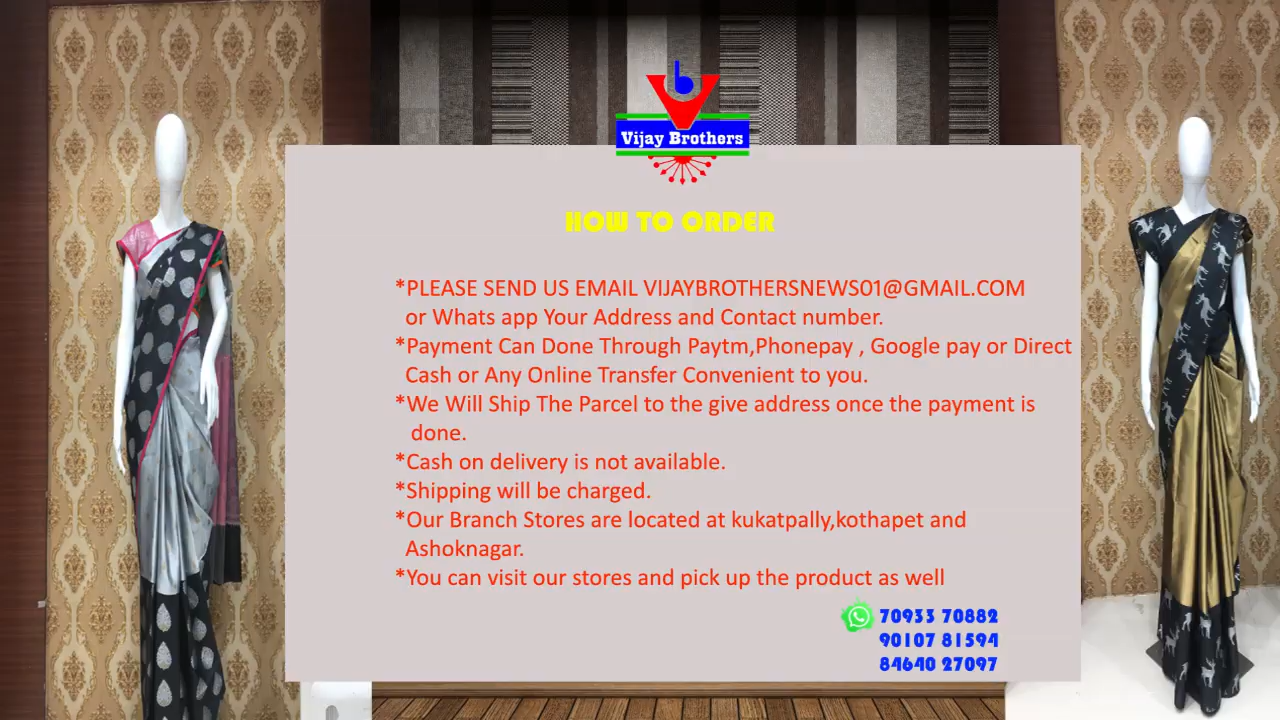 b
Vijay Brothers
HOW TO ORDER
*PLEASE SEND US EMAIL VIJAYBROTHERSNEWS01@GMAIL.COM
or Whats app Your Address and Contact number.
*Payment Can Done Through Paytm,Phonepay , Google pay or Direct
Cash or Any Online Transfer Convenient to you.
*We Will Ship The Parcel to the give address once the payment is
done.
*Cash on delivery is not available.
*Shipping will be charged.
*Our Branch Stores are located at kukatpally,kothapet and
Ashoknagar.
*You can visit our stores and pick up the product as well
70933 70882
90107 81594
84640 27097